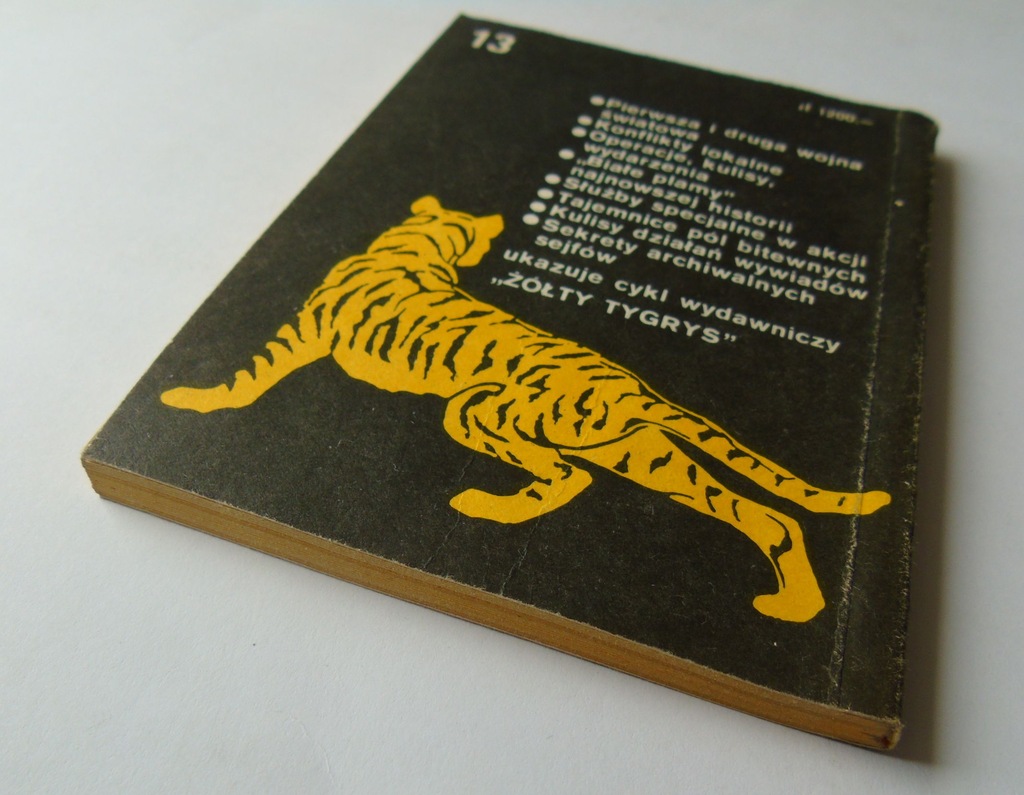 13
zł 1200,—
●Pierwsza i druga wojna
światowa
●Konflikty lokalne
●Operacje, kulisy,
wydarzenia
●„Białe plamy”
najnowszej historii
●Służby specjalne w akcji
●Tajemnice pól bitewnych
●Kulisy działań wywiadów
●Sekrety archiwalnych
sejfów
ukazuje cykl wydawniczy
„ŻÓŁTY TYGRYS”